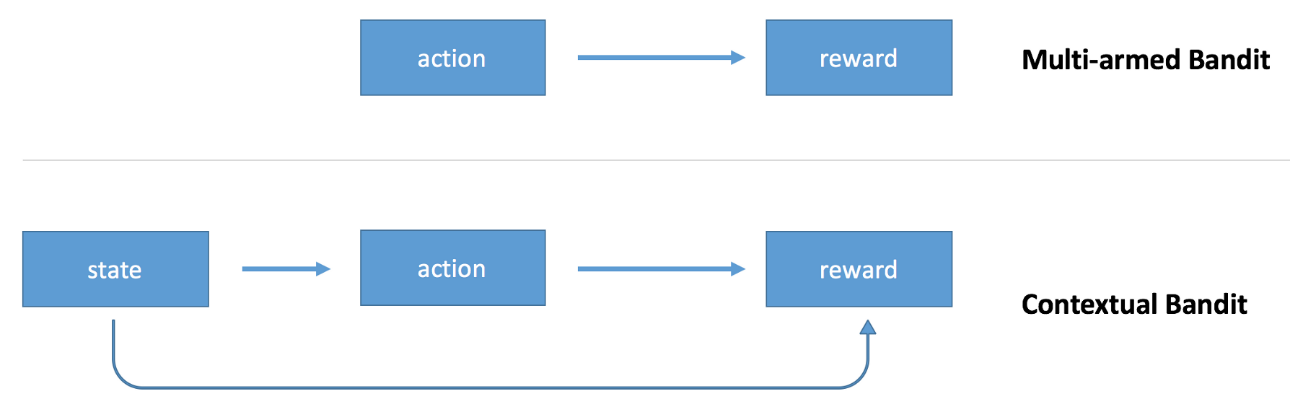 action
reward
Multi-armed Bandit
state
action
reward
Contextual Bandit